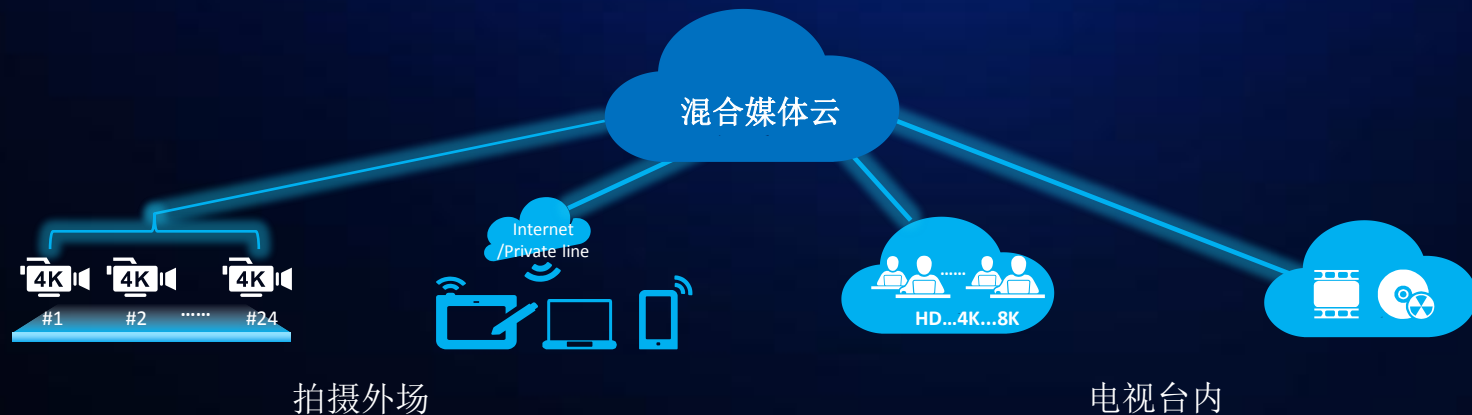 混合媒体云
Internet
/Private line
4K
4K
4K
#1
#2
······
#24
······
HD...4K...8K
拍摄外场
电视台内